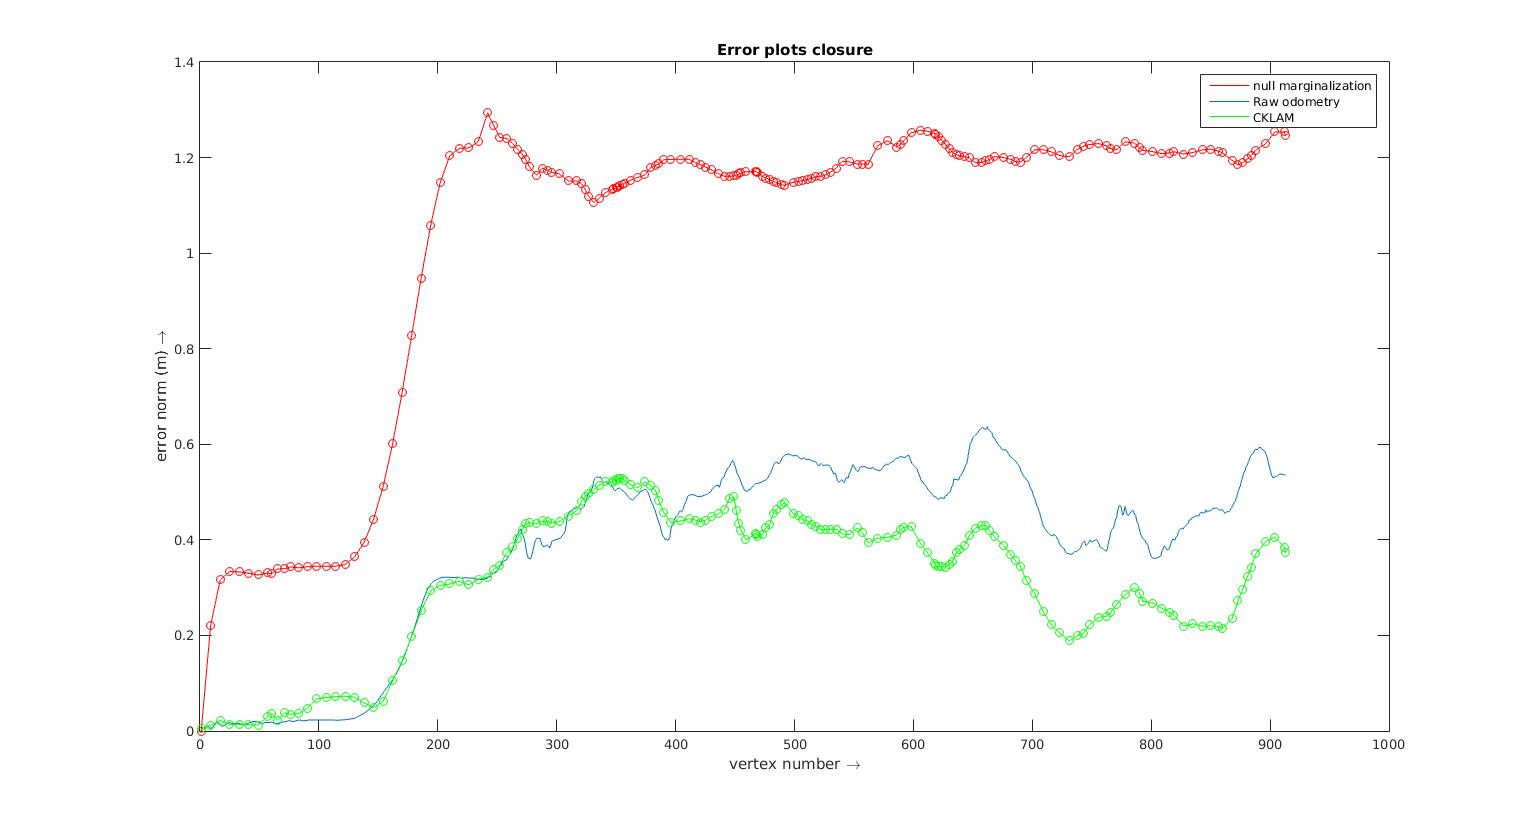 Error plots closure
1.4
1.2
1
0.8
0.6
0.4
0.2
0
error norm (m) →
null marginalization
Raw odometry
CKLAM
0 100 200 300 400 500 600 700 800 900 1000
vertex number →